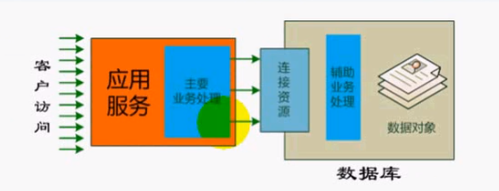 客户访问
应用
服务
主要
业务处理
连接资源
辅助
业务
处理
数据对象
数据库